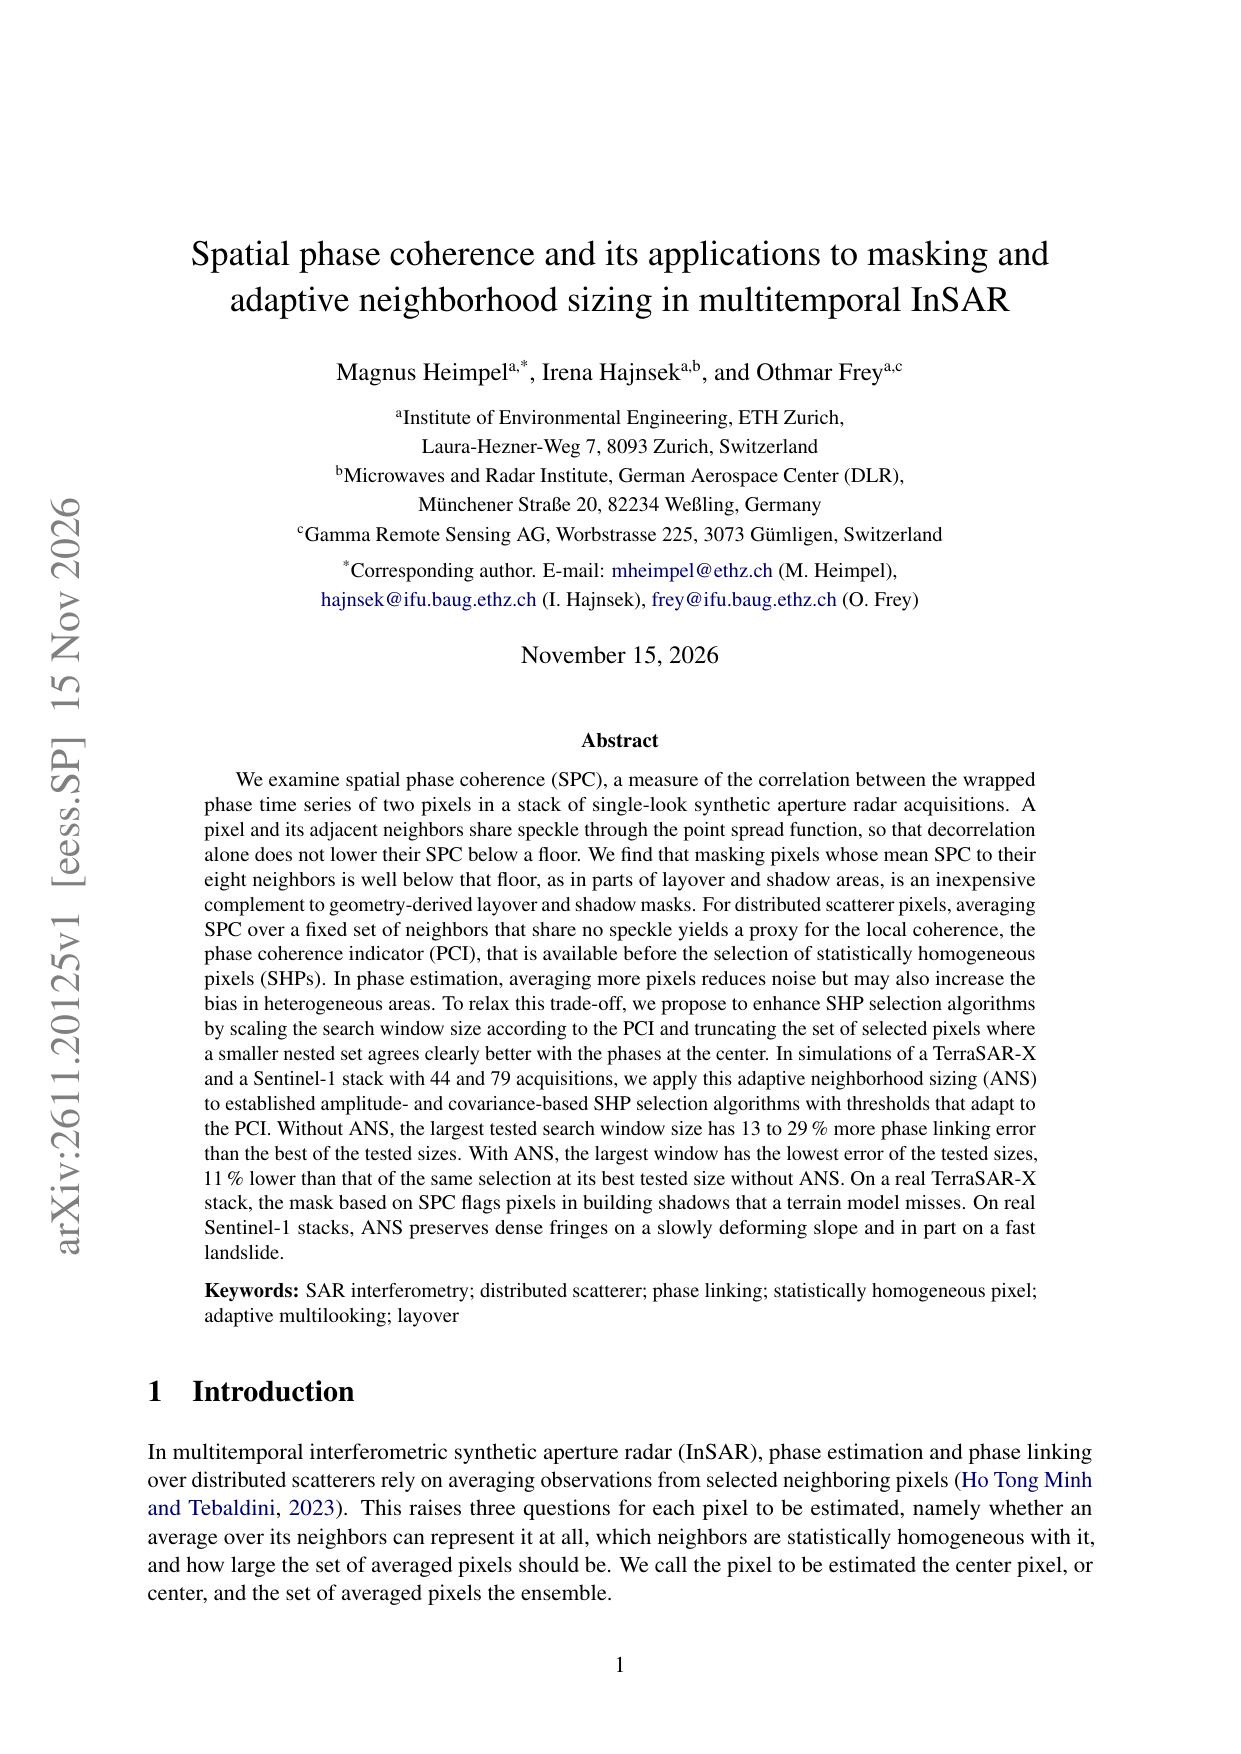 arXiv:2611.20125v1 [eess.SP] 15 Nov 2026
Spatial phase coherence and its applications to masking and
adaptive neighborhood sizing in multitemporal InSAR
Magnus Heimpela,*, Irena Hajnseka,b, and Othmar Freya,c
aInstitute of Environmental Engineering, ETH Zurich,
Laura-Hezner-Weg 7, 8093 Zurich, Switzerland
bMicrowaves and Radar Institute, German Aerospace Center (DLR),
Münchener Straße 20, 82234 Weßling, Germany
cGamma Remote Sensing AG, Worbstrasse 225, 3073 Gümligen, Switzerland
*Corresponding author. E-mail: mheimpel@ethz.ch (M. Heimpel),
hajnsek@ifu.baug.ethz.ch (I. Hajnsek), frey@ifu.baug.ethz.ch (O. Frey)
November 15, 2026
Abstract
We examine spatial phase coherence (SPC), a measure of the correlation between the wrapped
phase time series of two pixels in a stack of single-look synthetic aperture radar acquisitions. A
pixel and its adjacent neighbors share speckle through the point spread function, so that decorrelation
alone does not lower their SPC below a floor. We find that masking pixels whose mean SPC to their
eight neighbors is well below that floor, as in parts of layover and shadow areas, is an inexpensive
complement to geometry-derived layover and shadow masks. For distributed scatterer pixels, averaging
SPC over a fixed set of neighbors that share no speckle yields a proxy for the local coherence, the
phase coherence indicator (PCI), that is available before the selection of statistically homogeneous
pixels (SHPs). In phase estimation, averaging more pixels reduces noise but may also increase the
bias in heterogeneous areas. To relax this trade-off, we propose to enhance SHP selection algorithms
by scaling the search window size according to the PCI and truncating the set of selected pixels where
a smaller nested set agrees clearly better with the phases at the center. In simulations of a TerraSAR-X
and a Sentinel-1 stack with 44 and 79 acquisitions, we apply this adaptive neighborhood sizing (ANS)
to established amplitude- and covariance-based SHP selection algorithms with thresholds that adapt to
the PCI. Without ANS, the largest tested search window size has 13 to 29 % more phase linking error
than the best of the tested sizes. With ANS, the largest window has the lowest error of the tested sizes,
11 % lower than that of the same selection at its best tested size without ANS. On a real TerraSAR-X
stack, the mask based on SPC flags pixels in building shadows that a terrain model misses. On real
Sentinel-1 stacks, ANS preserves dense fringes on a slowly deforming slope and in part on a fast
landslide.
Keywords: SAR interferometry; distributed scatterer; phase linking; statistically homogeneous pixel;
adaptive multilooking; layover
1 Introduction
In multitemporal interferometric synthetic aperture radar (InSAR), phase estimation and phase linking
over distributed scatterers rely on averaging observations from selected neighboring pixels (Ho Tong Minh
and Tebaldini, 2023). This raises three questions for each pixel to be estimated, namely whether an
average over its neighbors can represent it at all, which neighbors are statistically homogeneous with it,
and how large the set of averaged pixels should be. We call the pixel to be estimated the center pixel, or
center, and the set of averaged pixels the ensemble.
1